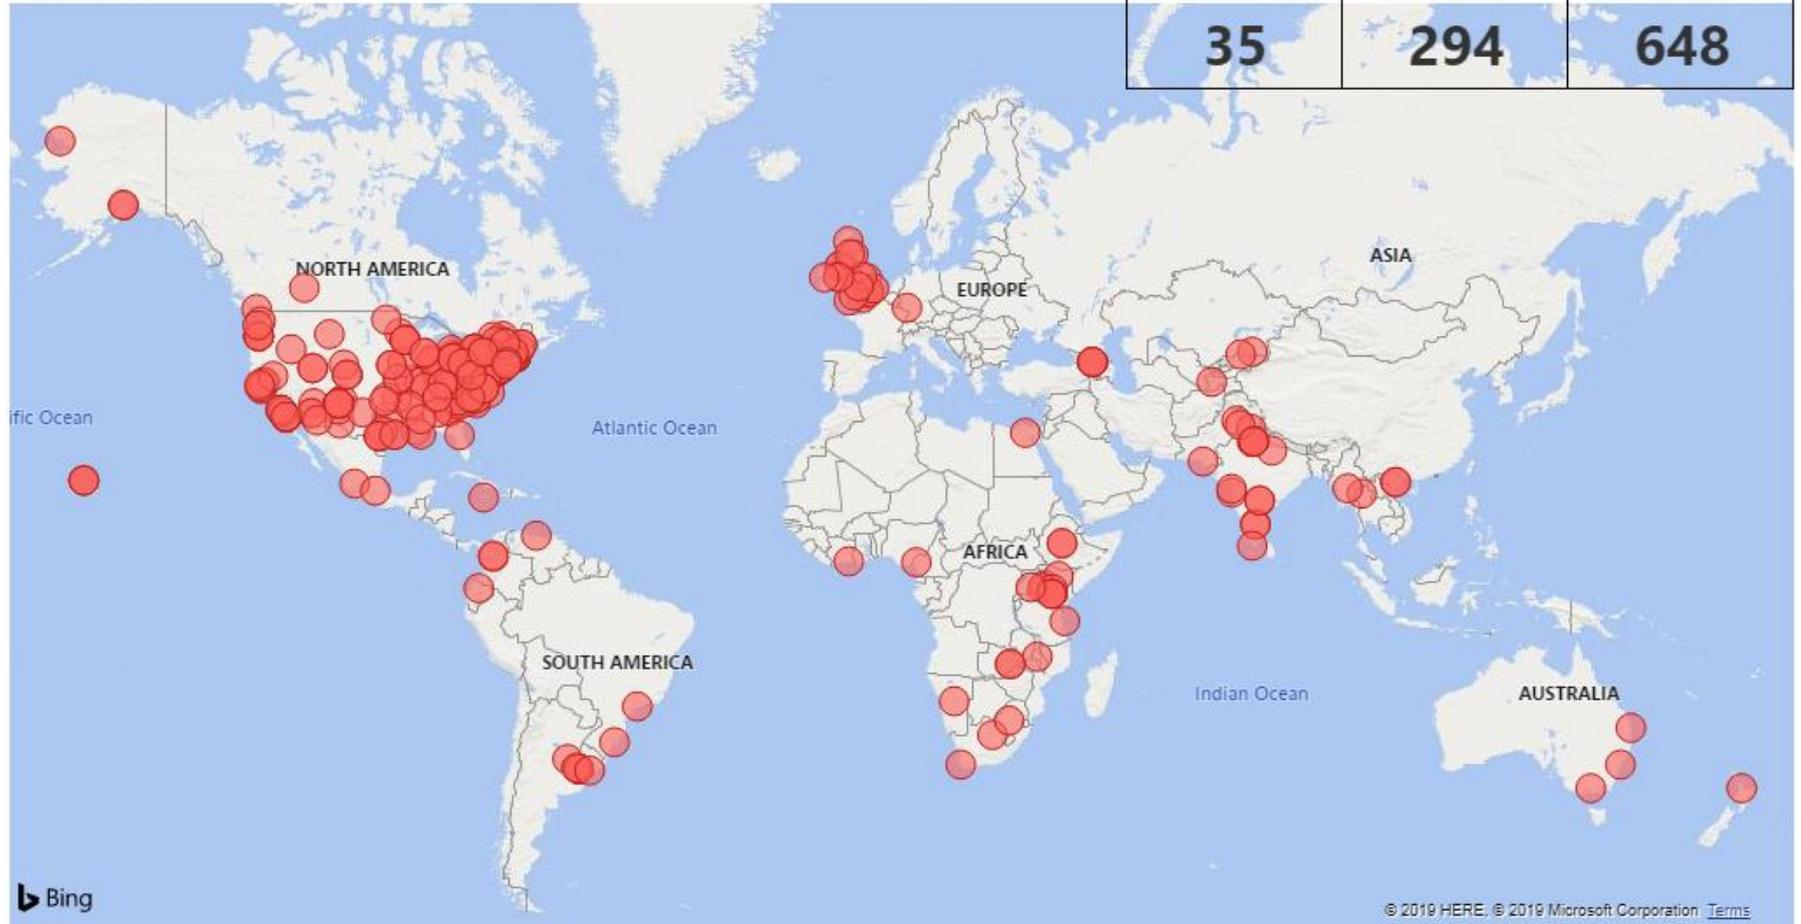 35 294 648
ASIA
NORTH AMERICA
EUROPE
ific Ocean
Atlantic Ocean
AFRICA
SOUTH AMERICA
Indian Ocean
AUSTRALIA
Bing
© 2019 HERE, © 2019 Microsoft Corporation Terms